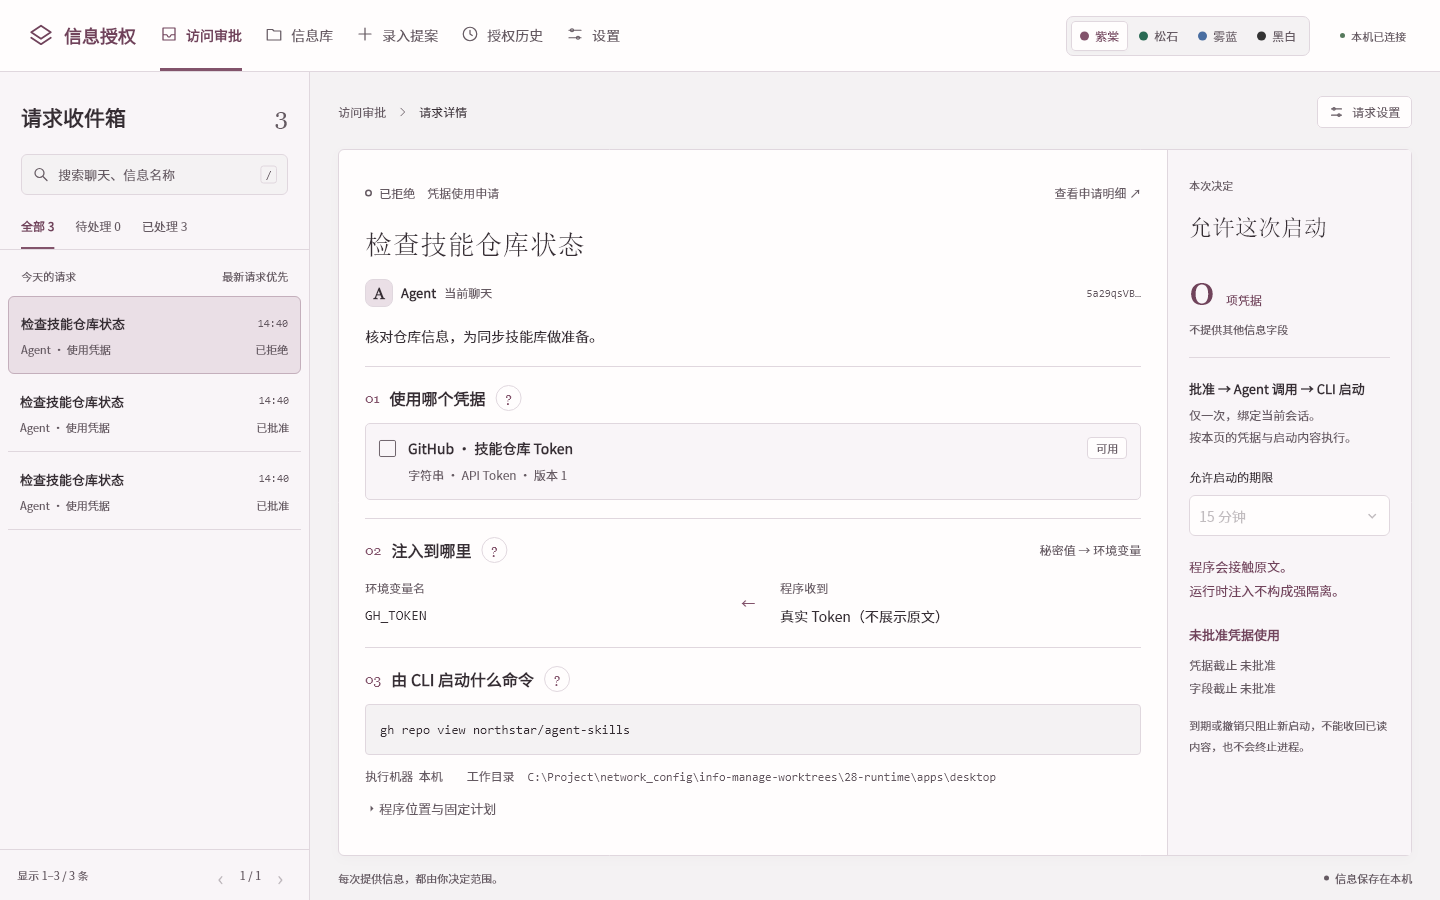 信息授权
访问审批
信息库
录入提案
授权历史
设置
紫棠
松石
雾蓝
黑白
本机已连接
请求收件箱
3
搜索聊天、信息名称
/
全部 3
待处理 0
已处理 3
今天的请求
最新请求优先
检查技能仓库状态
14:40
Agent · 使用凭据
已拒绝
检查技能仓库状态
14:40
Agent · 使用凭据
已批准
检查技能仓库状态
14:40
Agent · 使用凭据
已批准
显示 1–3 / 3 条
‹
1 / 1
›
访问审批
请求详情
请求设置
已拒绝
凭据使用申请
查看申请明细 ↗
检查技能仓库状态
A
Agent
当前聊天
5a29qsVB…
核对仓库信息，为同步技能库做准备。
01 使用哪个凭据 ?
GitHub · 技能仓库 Token
可用
字符串 · API Token · 版本 1
02 注入到哪里 ?
秘密值 → 环境变量
环境变量名
GH_TOKEN
←
程序收到
真实 Token（不展示原文）
03 由 CLI 启动什么命令 ?
gh repo view northstar/agent-skills
执行机器 本机
工作目录 C:\Project\network_config\info-manage-worktrees\28-runtime\apps\desktop
程序位置与固定计划
本次决定
允许这次启动
0 项凭据
不提供其他信息字段
批准 → Agent 调用 → CLI 启动
仅一次，绑定当前会话。
按本页的凭据与启动内容执行。
允许启动的期限
15 分钟
程序会接触原文。
运行时注入不构成强隔离。
未批准凭据使用
凭据截止 未批准
字段截止 未批准
到期或撤销只阻止新启动，不能收回已读
内容，也不会终止进程。
每次提供信息，都由你决定范围。
信息保存在本机